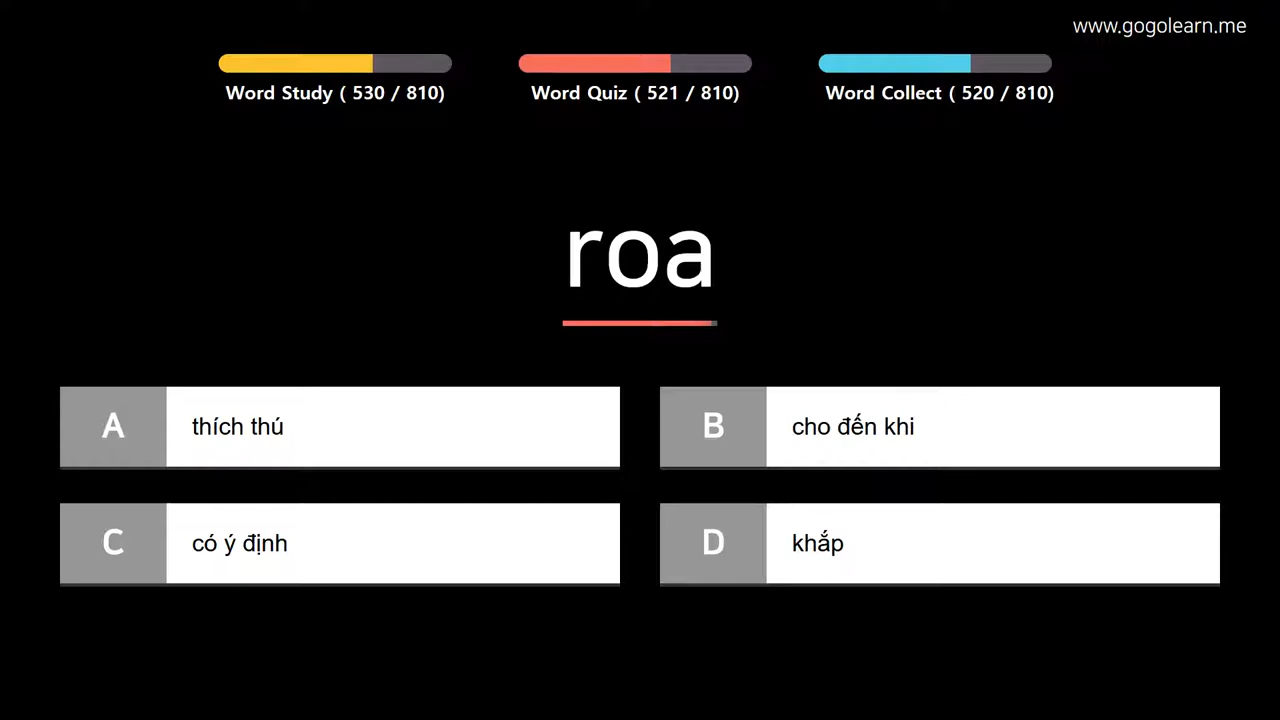 www.gogolearn.me
Word Study ( 530 / 810)
Word Quiz ( 521 / 810)
Word Collect ( 520 / 810)
roa
A thích thú
B cho đến khi
C có ý định
D khắp